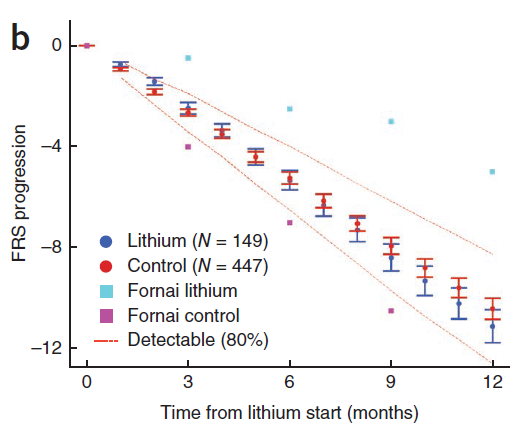 b
0
–4
–8
–12
FRS progression
Lithium (N = 149)
Control (N = 447)
Fornai lithium
Fornai control
Detectable (80%)
0 3 6 9 12
Time from lithium start (months)